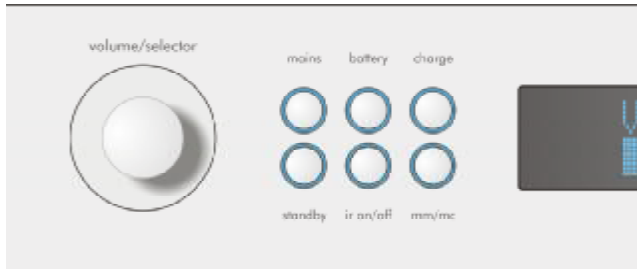 volume/selector
mains battery charge
standby ir on/off mm/mc